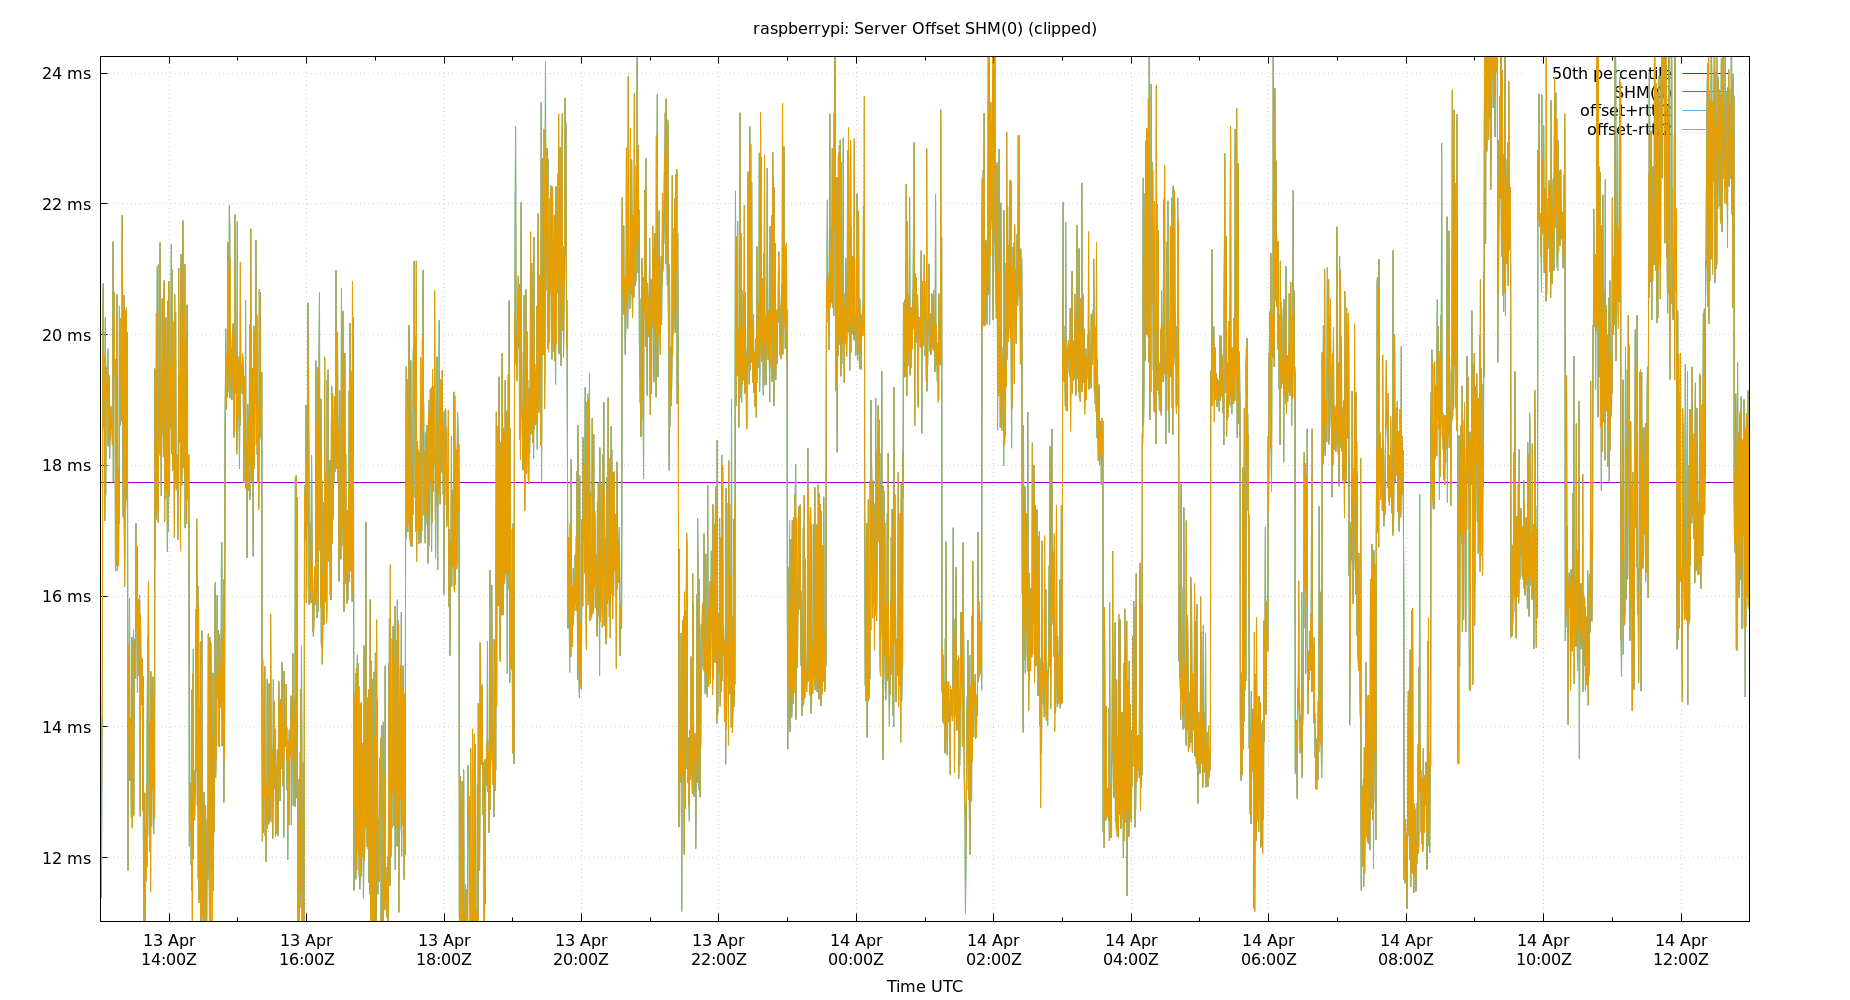 raspberrypi: Server Offset SHM(0) (clipped)
24 ms
22 ms
20 ms
18 ms
16 ms
14 ms
12 ms
50th percentile
SHM(0)
offset+rtt/2
offset-rtt/2
13 Apr
14:00Z
13 Apr
16:00Z
13 Apr
18:00Z
13 Apr
20:00Z
13 Apr
22:00Z
14 Apr
00:00Z
14 Apr
02:00Z
14 Apr
04:00Z
14 Apr
06:00Z
14 Apr
08:00Z
14 Apr
10:00Z
14 Apr
12:00Z
Time UTC